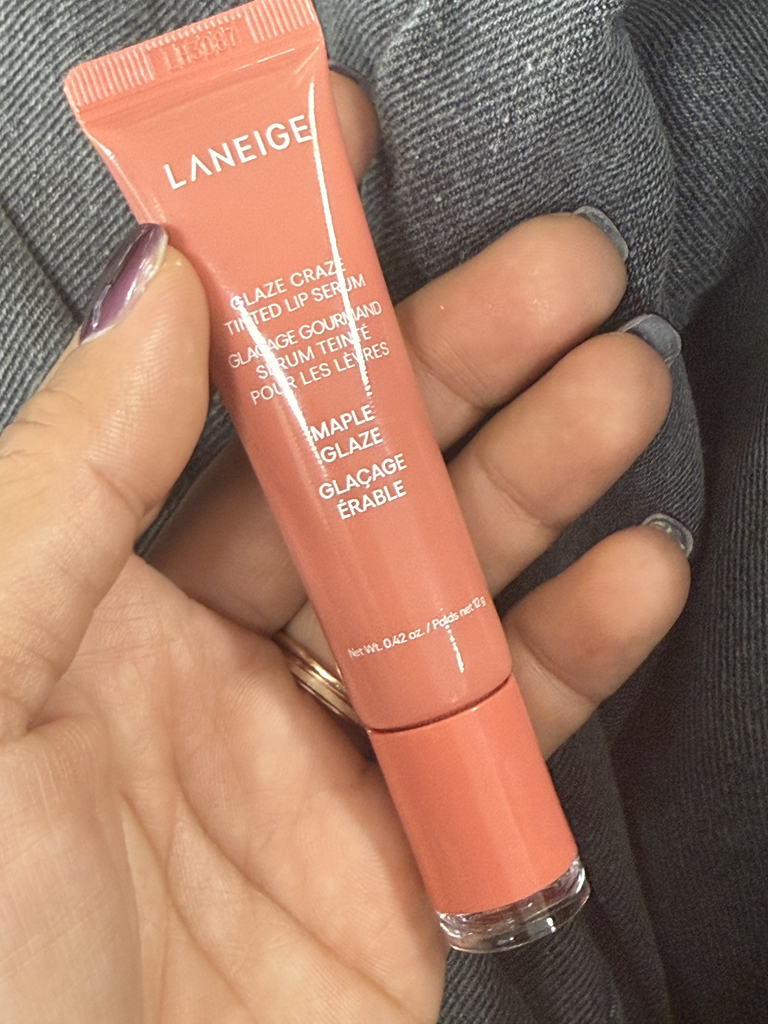 LANEIGE
GLAZE CRAZE
TINTED LIP SERUM
GLAÇAGE GOURMAND
SÉRUM TEINTÉ
POUR LES LÈVRES
MAPLE
GLAZE
GLAÇAGE
ÉRABLE
Net Wt. 0.42 oz. / Poids net 12 g